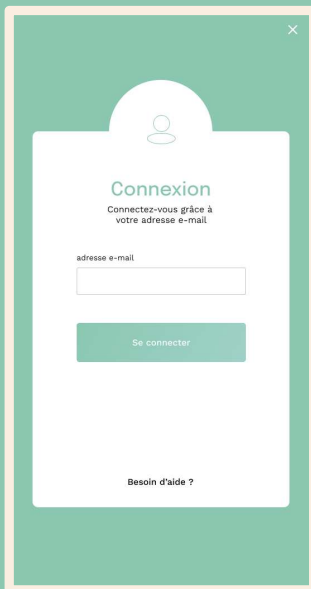 Connexion
Connectez-vous grâce à
votre adresse e-mail
adresse e-mail
Se connecter
Besoin d'aide ?